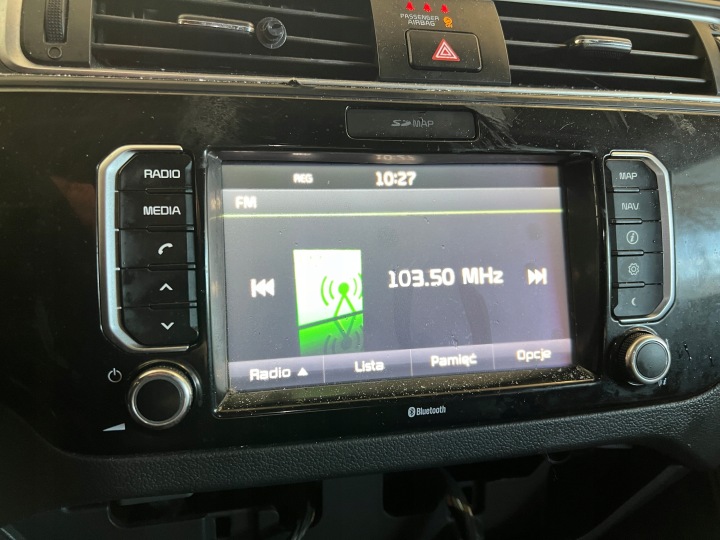 PASSENGER
AIRBAG
SD MAP
RADIO
MEDIA
REG
10:27
FM
103.50 MHz
Radio
Lista
Pamięć
Opcje
MAP
NAV
Bluetooth